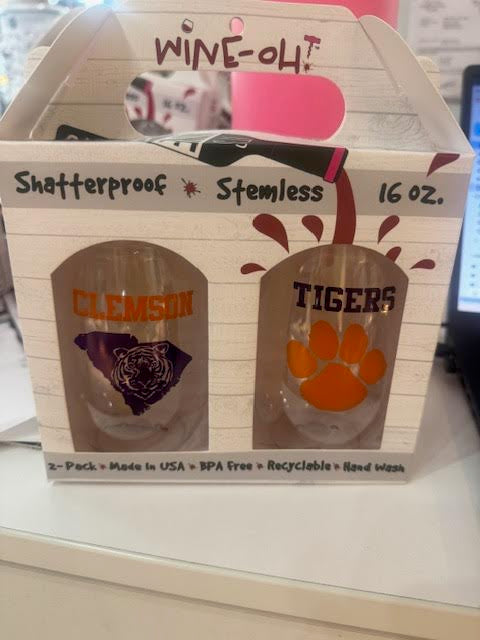 WiNE-OH!
Shatterproof * Stemless 16 oz.
CLEMSON
TIGERS
2-Pack * Made in USA * BPA Free * Recyclable * Hand Wash